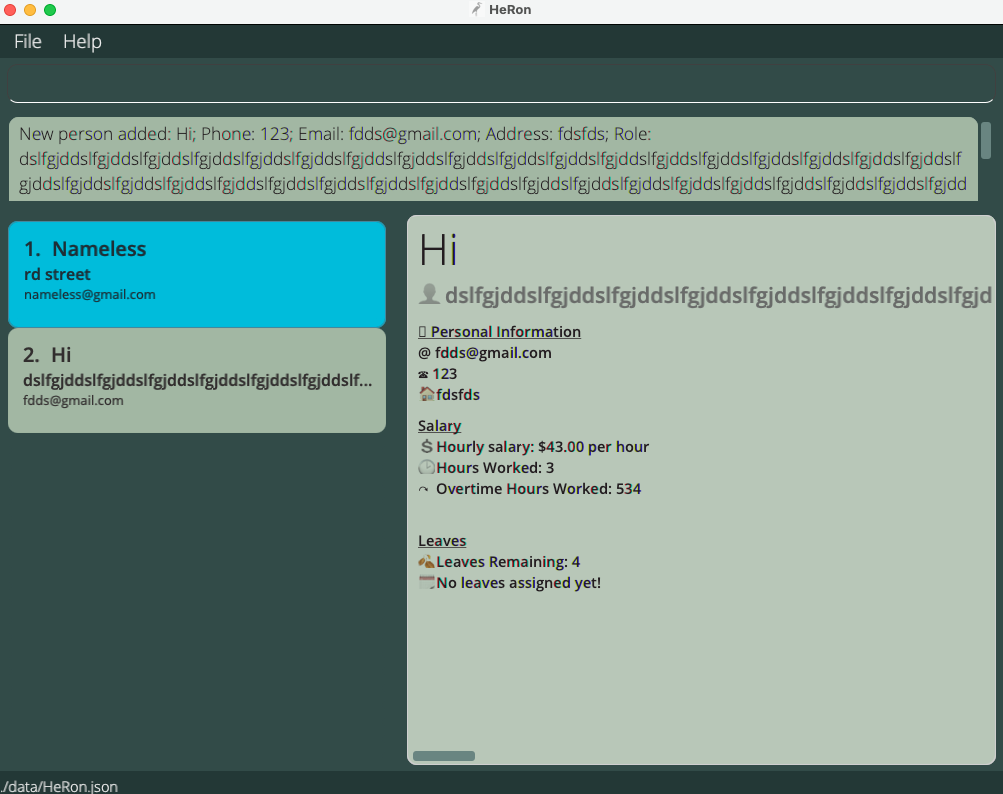 HeRon
File Help
New person added: Hi; Phone: 123; Email: fdds@gmail.com; Address: fdsfds; Role:
dslfgjddslfgjddslfgjddslfgjddslfgjddslfgjddslfgjddslfgjddslfgjddslfgjddslfgjddslfgjddslfgjddslfgjddslfgjddslfgjddslfgjddslf
gjddslfgjddslfgjddslfgjddslfgjddslfgjddslfgjddslfgjddslfgjddslfgjddslfgjddslfgjddslfgjddslfgjddslfgjddslfgjddslfgjddslfgjdd
1. Nameless
rd street
nameless@gmail.com
2. Hi
dslfgjddslfgjddslfgjddslfgjddslfgjddslfgjddslf...
fdds@gmail.com
Hi
dslfgjddslfgjddslfgjddslfgjddslfgjddslfgjddslfgjd
Personal Information
@ fdds@gmail.com
☎ 123
fdsfds
Salary
$ Hourly salary: $43.00 per hour
Hours Worked: 3
Overtime Hours Worked: 534
Leaves
Leaves Remaining: 4
No leaves assigned yet!
./data/HeRon.json